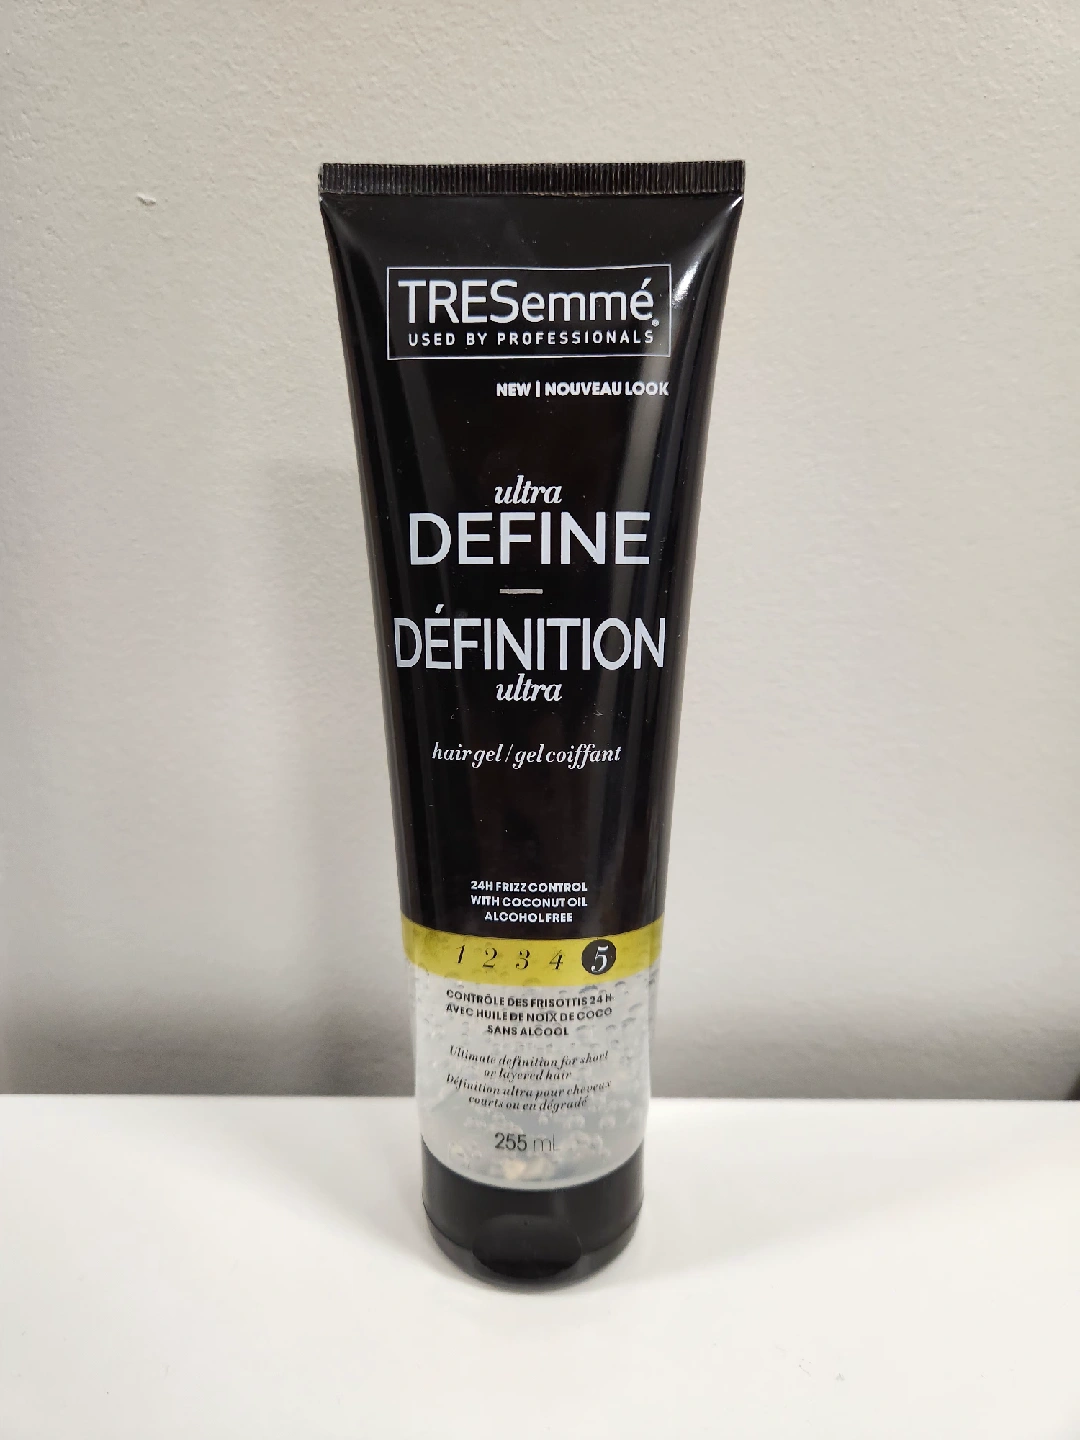 TRESemmé®
USED BY PROFESSIONALS
NEW | NOUVEAU LOOK
ultra
DEFINE
DÉFINITION
ultra
hair gel / gel coiffant
24H FRIZZ CONTROL
WITH COCONUT OIL
ALCOHOL FREE
1 2 3 4 5
CONTRÔLE DES FRISOTTIS 24 H
AVEC HUILE DE NOIX DE COCO
SANS ALCOOL
Ultimate definition for short
or layered hair
Définition ultra pour cheveux
courts ou en dégradé
255 mL